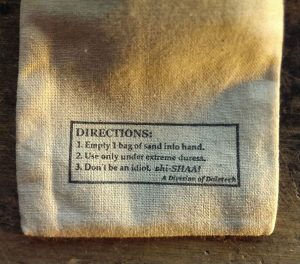 DIRECTIONS:
1. Empty 1 bag of sand into hand.
2. Use only under extreme duress.
3. Don't be an idiot. shi-SHAA!
A Division of Daletech